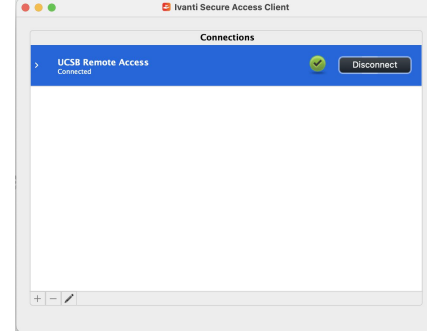 Ivanti Secure Access Client
Connections
UCSB Remote Access
Connected
Disconnect